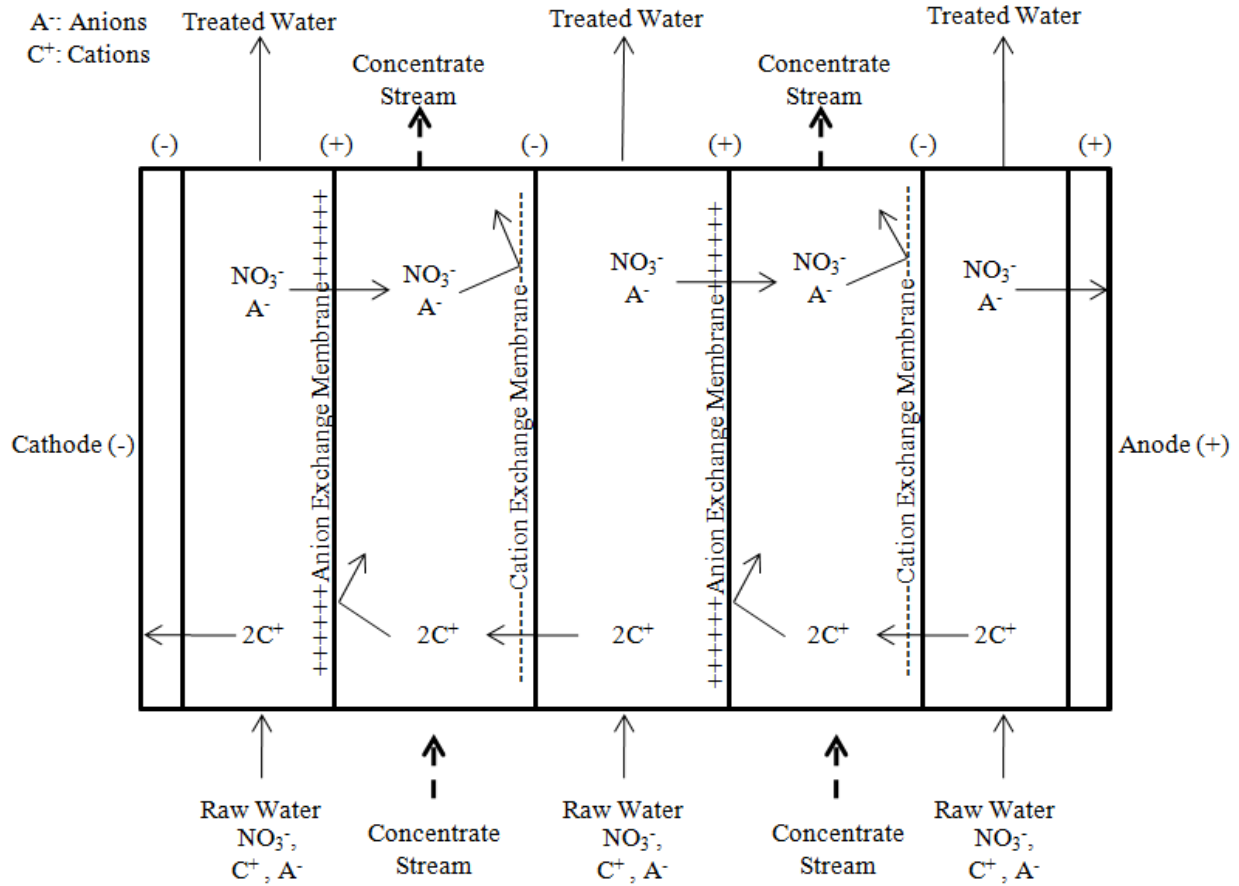 A⁻: Anions
C⁺: Cations
Treated Water
Treated Water
Treated Water
Concentrate
Stream
Concentrate
Stream
(-)
(+)
(-)
(+)
(-)
(+)
NO₃⁻
A⁻
NO₃⁻
A⁻
NO₃⁻
A⁻
NO₃⁻
A⁻
NO₃⁻
A⁻
++++++Anion Exchange Membrane+++++++
Cation Exchange Membrane
++++++Anion Exchange Membrane+++++++
Cation Exchange Membrane
Cathode (-)
Anode (+)
2C⁺
2C⁺
2C⁺
2C⁺
2C⁺
Raw Water
NO₃⁻,
C⁺ , A⁻
Concentrate
Stream
Raw Water
NO₃⁻,
C⁺ , A⁻
Concentrate
Stream
Raw Water
NO₃⁻,
C⁺ , A⁻